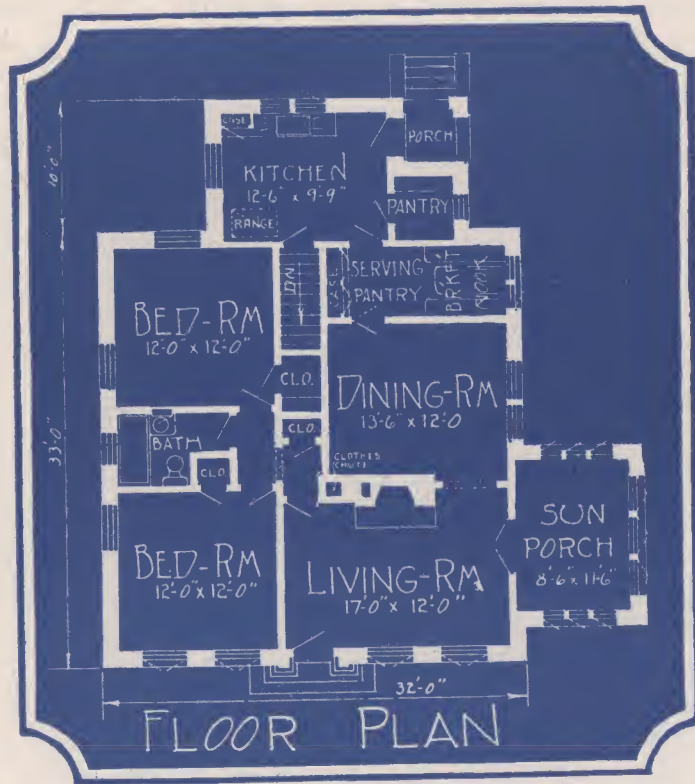 CASE
PORCH
KITCHEN
12'-6" x 9'-9"
10'-0"
RANGE
PANTRY
DN
CASE
SERVING
PANTRY
BRKFT
NOOK
BED-RM
12'-0" x 12'-0"
CLO.
DINING-RM
13'-6" x 12'-0
CLO.
BATH
33'-0"
CLOTHES
CHUTE
CLO.
SUN
PORCH
8'-6" x 11'-6"
BED-RM
12'-0" x 12'-0"
LIVING-RM
17'-0" x 12'-0"
32'-0"
FLOOR PLAN